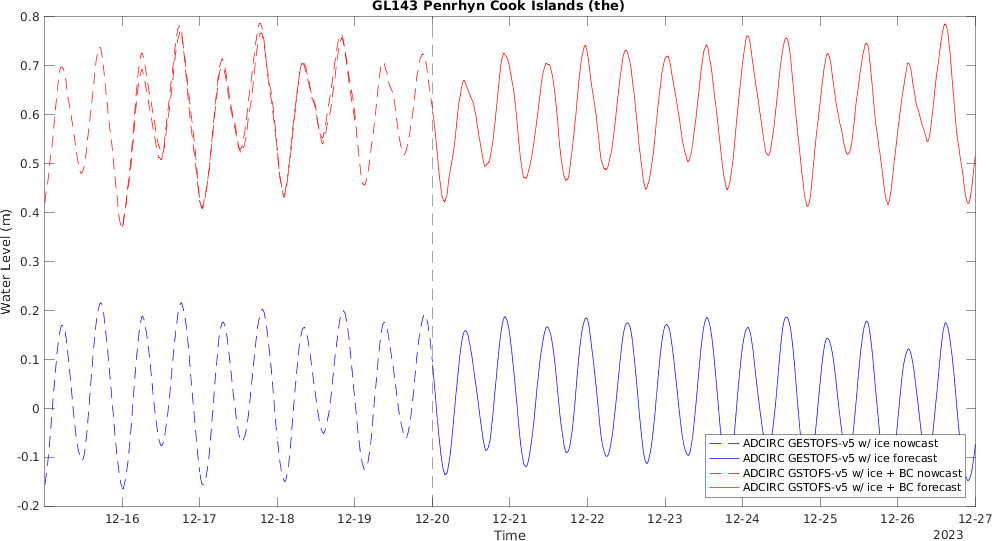 GL143 Penrhyn Cook Islands (the)
0.8
0.7
0.6
0.5
0.4
0.3
0.2
0.1
0
-0.1
-0.2
Water Level (m)
ADCIRC GESTOFS-v5 w/ ice nowcast
ADCIRC GESTOFS-v5 w/ ice forecast
ADCIRC GSTOFS-v5 w/ ice + BC nowcast
ADCIRC GSTOFS-v5 w/ ice + BC forecast
12-16 12-17 12-18 12-19 12-20 12-21 12-22 12-23 12-24 12-25 12-26 12-27
Time
2023